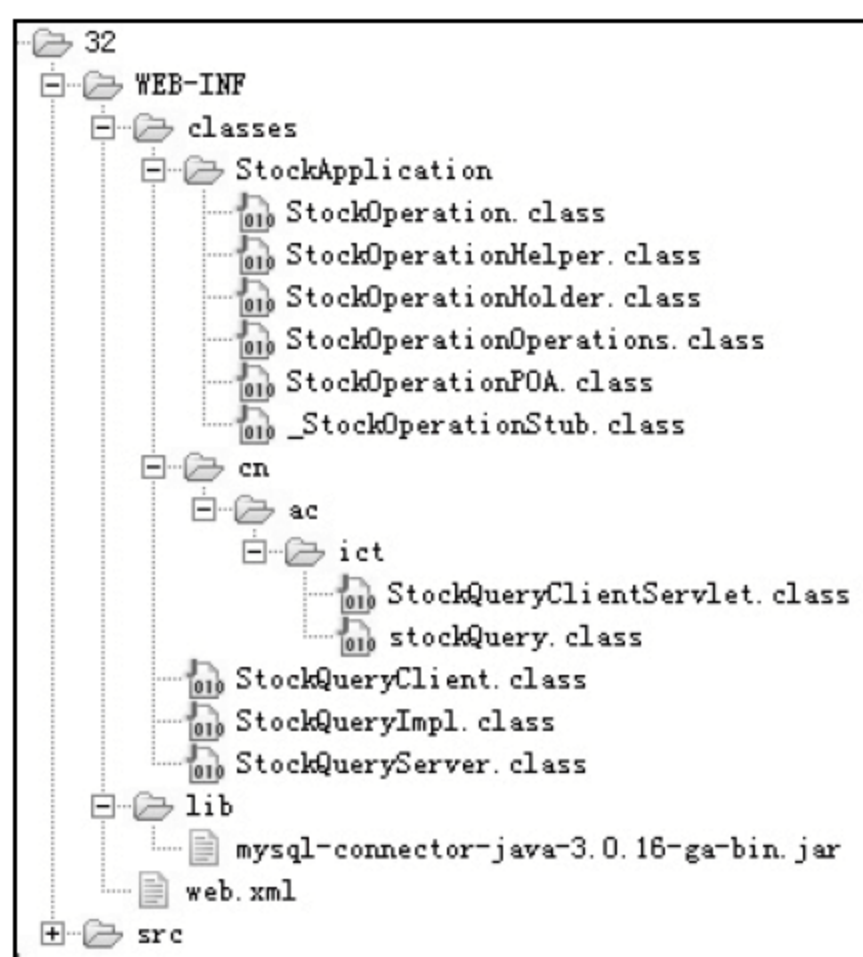 32
WEB-INF
classes
StockApplication
StockOperation.class
StockOperationHelper.class
StockOperationHolder.class
StockOperationOperations.class
StockOperationPOA.class
_StockOperationStub.class
cn
ac
ict
StockQueryClientServlet.class
stockQuery.class
StockQueryClient.class
StockQueryImpl.class
StockQueryServer.class
lib
mysql-connector-java-3.0.16-ga-bin.jar
web.xml
src